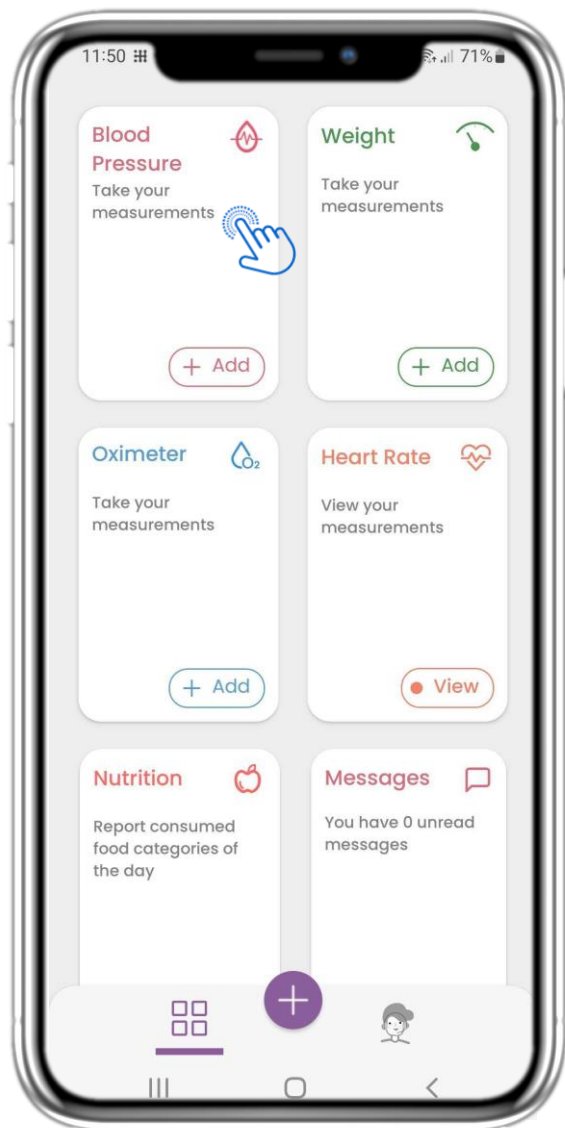 11:50
71%
Blood
Pressure
Take your
measurements
+ Add
Weight
Take your
measurements
+ Add
Oximeter
O2
Take your
measurements
+ Add
Heart Rate
View your
measurements
View
Nutrition
Report consumed
food categories of
the day
Messages
You have 0 unread
messages